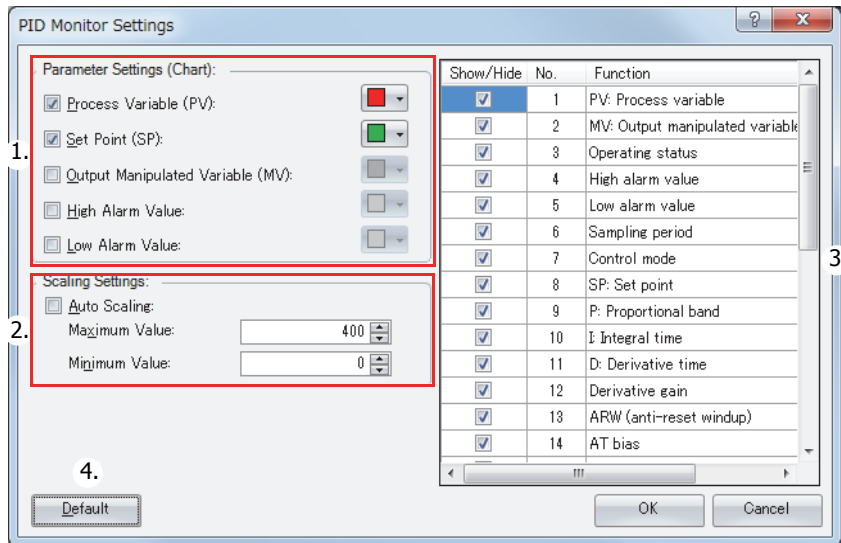 PID Monitor Settings
Parameter Settings (Chart):
Process Variable (PV):
Set Point (SP):
1.
Output Manipulated Variable (MV):
High Alarm Value:
Low Alarm Value:
Scaling Settings:
Auto Scaling:
2.
Maximum Value: 400
Minimum Value: 0
4.
Default
Show/Hide No. Function
1 PV: Process variable
2 MV: Output manipulated variable
3 Operating status
4 High alarm value
5 Low alarm value
6 Sampling period
7 Control mode
3
8 SP: Set point
9 P: Proportional band
10 I: Integral time
11 D: Derivative time
12 Derivative gain
13 ARW (anti-reset windup)
14 AT bias
OK Cancel